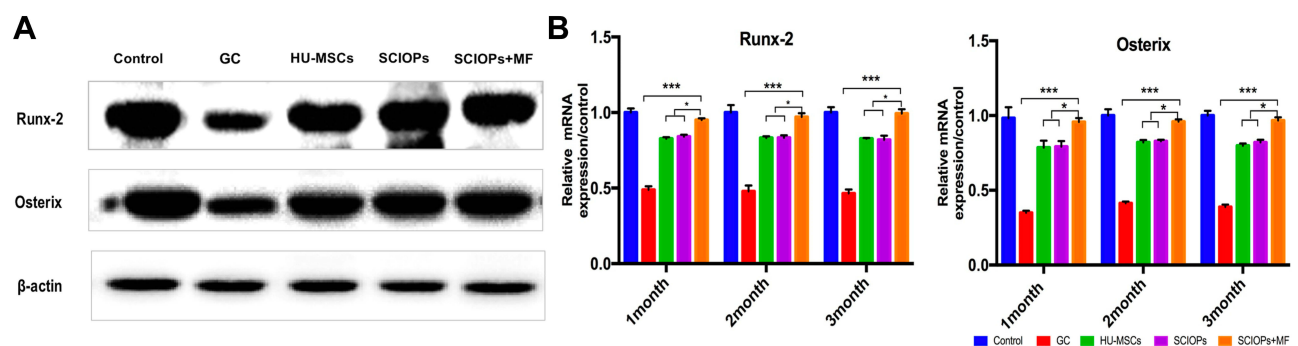 A
Control GC HU-MSCs SCIOPs SCIOPs+MF
Runx-2
Osterix
β-actin
B
Runx-2
Relative mRNA
expression/control
1.5
1.0
0.5
0.0
***
*
***
*
***
*
1month
2month
3month
Osterix
Relative mRNA
expression/control
1.5
1.0
0.5
0.0
***
*
***
*
***
*
1month
2month
3month
Control GC HU-MSCs SCIOPs SCIOPs+MF